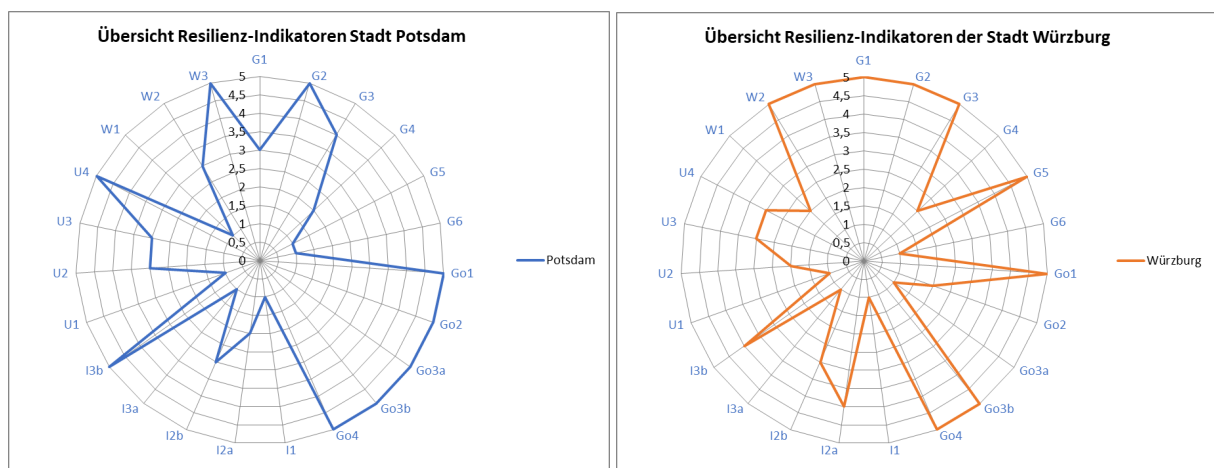 Übersicht Resilienz-Indikatoren Stadt Potsdam
G1
G2
G3
G4
G5
G6
Go1
Go2
Go3a
Go3b
Go4
I1
I2a
I2b
I3a
I3b
U1
U2
U3
U4
W1
W2
W3
5
4,5
4
3,5
3
2,5
2
1,5
1
0,5
0
Potsdam
Übersicht Resilienz-Indikatoren der Stadt Würzburg
G1
G2
G3
G4
G5
G6
Go1
Go2
Go3a
Go3b
Go4
I1
I2a
I2b
I3a
I3b
U1
U2
U3
U4
W1
W2
W3
5
4,5
4
3,5
3
2,5
2
1,5
1
0,5
0
Würzburg